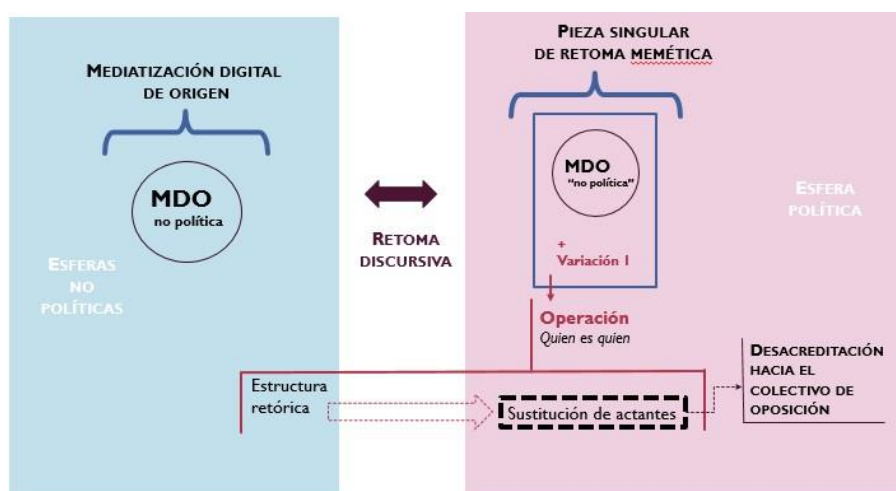 MEDIATIZACIÓN DIGITAL
DE ORIGEN
MDO
no política
ESFERAS
NO
POLÍTICAS
RETOMA
DISCURSIVA
PIEZA SINGULAR
DE RETOMA MEMÉTICA
MDO
"no política"
+
Variación I
ESFERA
POLÍTICA
Operación
Quien es quien
Estructura
retórica
Sustitución de actantes
DESACREDITACIÓN
HACIA EL
COLECTIVO DE
OPOSICIÓN